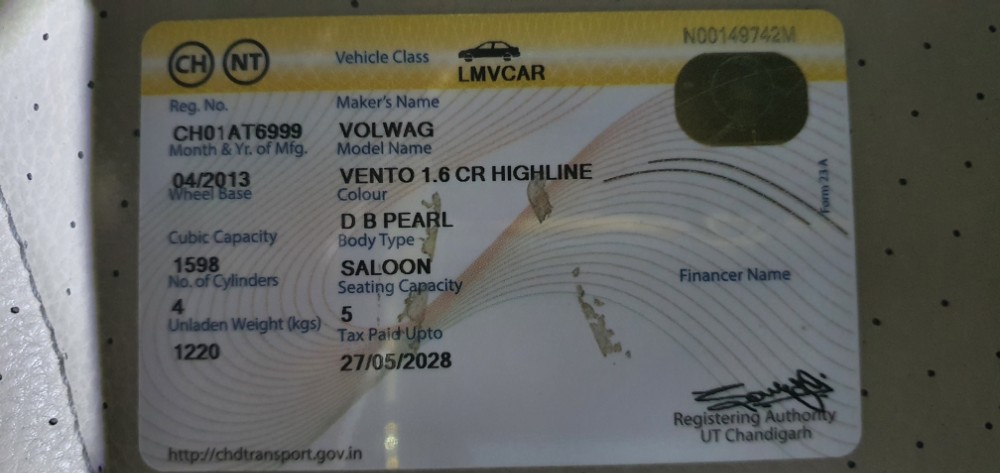 CH NT
Vehicle Class
LMVCAR
N00149742M
Reg. No.
CH01AT6999
Maker's Name
VOLWAG
Month & Yr. of Mfg.
04/2013
Model Name
VENTO 1.6 CR HIGHLINE
Wheel Base
Colour
D B PEARL
Cubic Capacity
1598
Body Type
SALOON
No. of Cylinders
4
Seating Capacity
5
Unladen Weight (kgs)
1220
Tax Paid Upto
27/05/2028
Form 23 A
Financer Name
Registering Authority
UT Chandigarh
http://chdtransport.gov.in